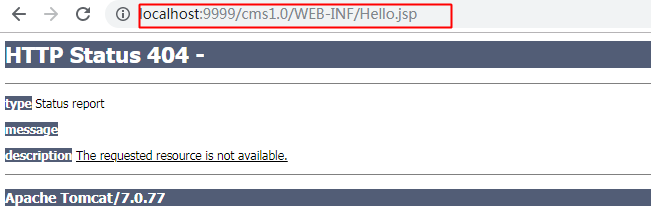 localhost:9999/cms1.0/WEB-INF/Hello.jsp
HTTP Status 404 -
type Status report
message
description The requested resource is not available.
Apache Tomcat/7.0.77